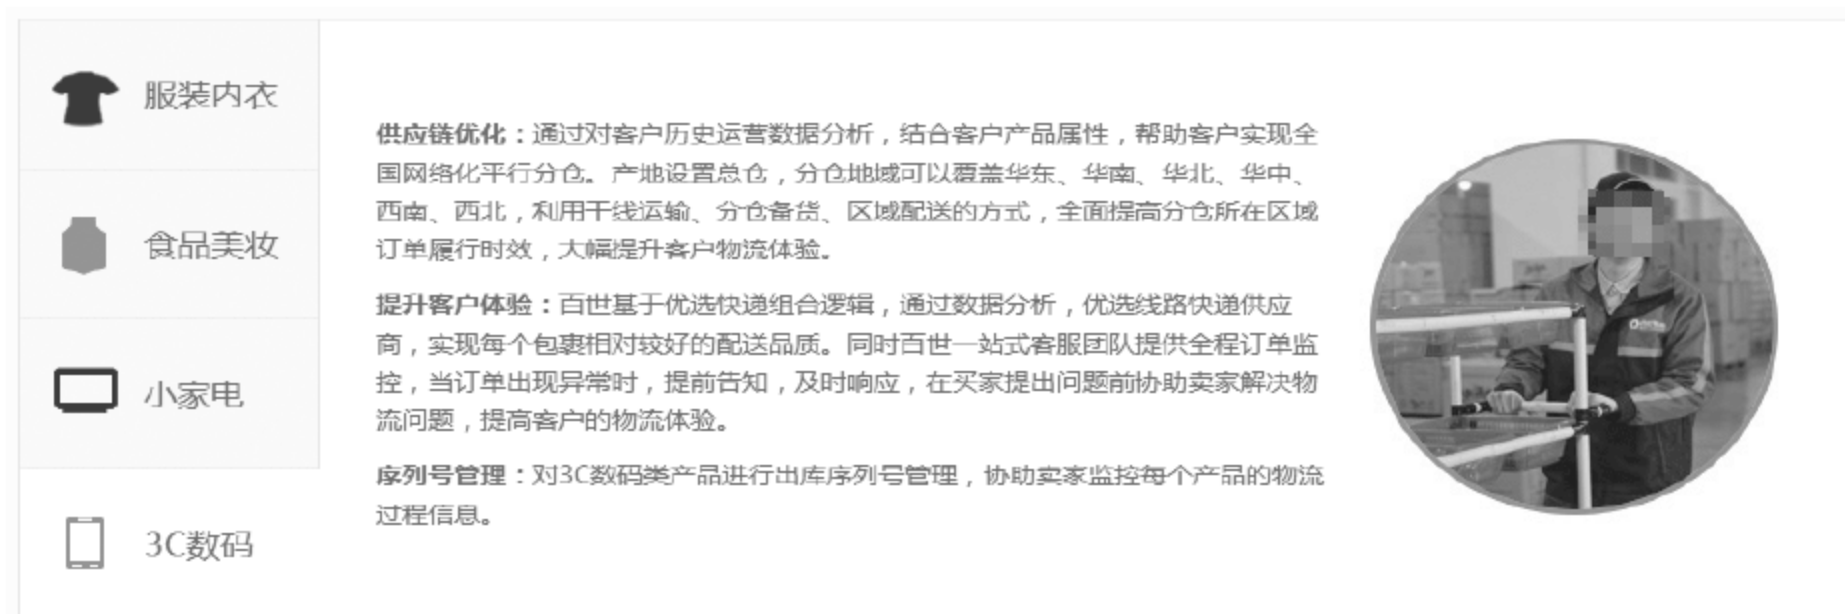 服装内衣
食品美妆
小家电
3C数码
供应链优化：通过对客户历史运营数据分析，结合客户产品属性，帮助客户实现全
国网络化平行分仓。产地设置总仓，分仓地域可以覆盖华东、华南、华北、华中、
西南、西北，利用干线运输、分仓备货、区域配送的方式，全面提高分仓所在区域
订单履行时效，大幅提升客户物流体验。
提升客户体验：百世基于优选快递组合逻辑，通过数据分析，优选线路快递供应
商，实现每个包裹相对较好的配送品质。同时百世一站式客服团队提供全程订单监
控，当订单出现异常时，提前告知，及时响应，在买家提出问题前协助卖家解决物
流问题，提高客户的物流体验。
序列号管理：对3C数码类产品进行出库序列号管理，协助卖家监控每个产品的物流
过程信息。